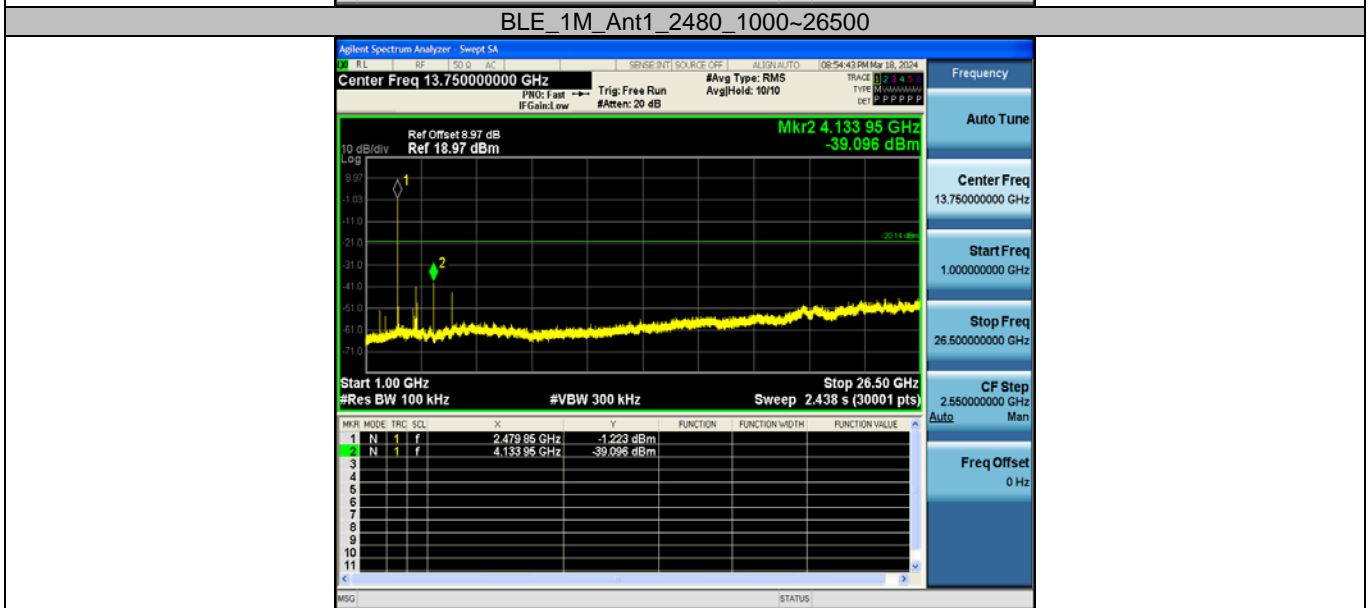 BLE_1M_Ant1_2480_1000~26500
Agilent Spectrum Analyzer - Swept SA
RL RF 50 Ω AC SENSE:INT SOURCE OFF ALIGN AUTO 08:54:43 PM Mar 18, 2024
Center Freq 13.750000000 GHz #Avg Type: RMS TRACE 1 2 3 4 5 6
PNO: Fast Trig: Free Run Avg|Hold: 10/10 TYPE M
IFGain:Low #Atten: 20 dB DET P P P P P P
Frequency
Auto Tune
Center Freq
13.750000000 GHz
Start Freq
1.000000000 GHz
Stop Freq
26.500000000 GHz
CF Step
2.550000000 GHz
Auto Man
Freq Offset
0 Hz
Mkr2 4.133 95 GHz
-39.096 dBm
Ref Offset 8.97 dB
10 dB/div Ref 18.97 dBm
Log
8.97
1
-1.03
-11.0
-21.0
-20.14 dBm
-31.0
2
-41.0
-51.0
-61.0
-71.0
Start 1.00 GHz Stop 26.50 GHz
#Res BW 100 kHz #VBW 300 kHz Sweep 2.438 s (30001 pts)
MKR MODE TRC SCL X Y FUNCTION FUNCTION WIDTH FUNCTION VALUE
1 N 1 f 2.479 85 GHz -1.223 dBm
2 N 1 f 4.133 95 GHz -39.096 dBm
3
4
5
6
7
8
9
10
11
MSG STATUS